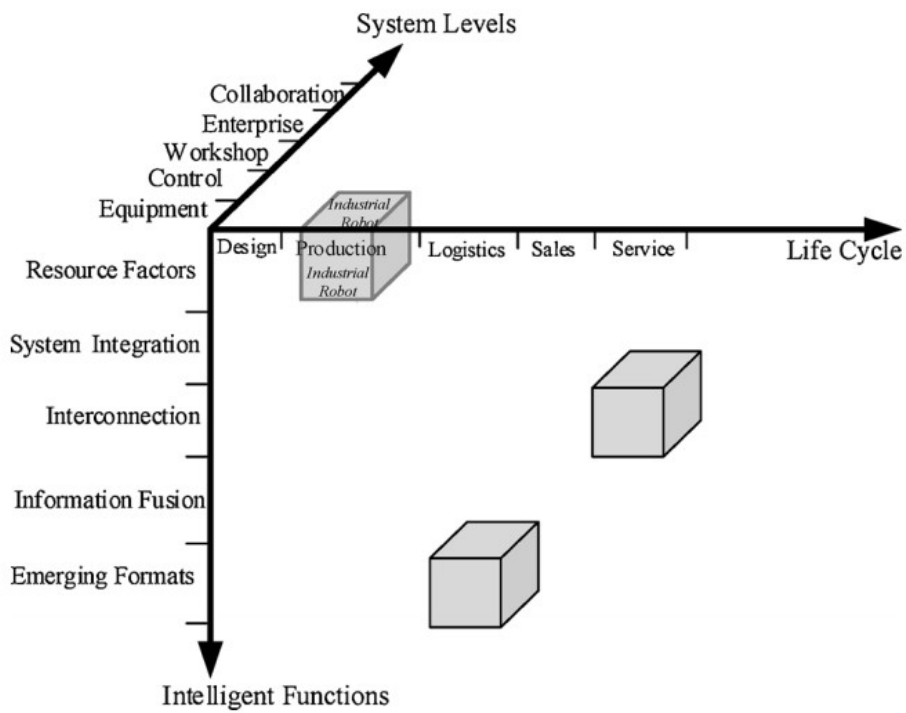 System Levels
Collaboration
Enterprise
Workshop
Control
Equipment
Industrial
Robot
Design
Production
Logistics
Sales
Service
Life Cycle
Industrial
Robot
Resource Factors
System Integration
Interconnection
Information Fusion
Emerging Formats
Intelligent Functions